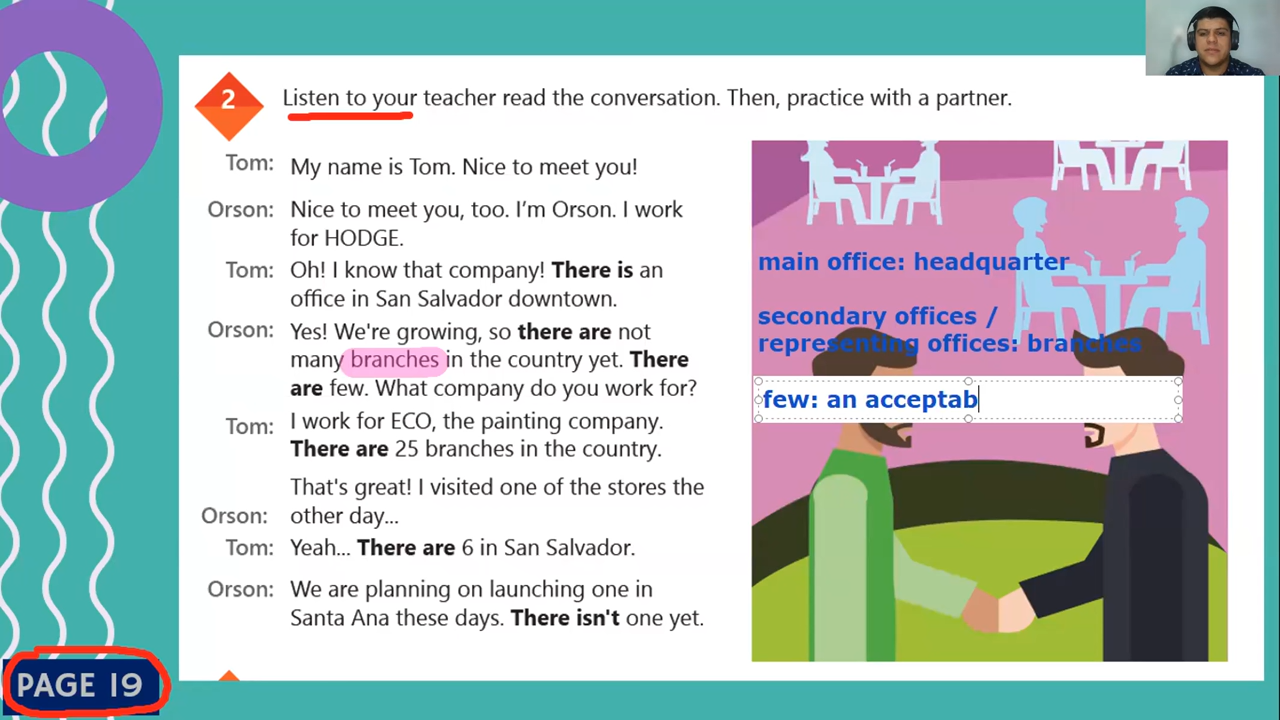 2
Listen to your teacher read the conversation. Then, practice with a partner.
Tom: My name is Tom. Nice to meet you!
Orson: Nice to meet you, too. I'm Orson. I work
for HODGE.
Tom: Oh! I know that company! There is an
office in San Salvador downtown.
Orson: Yes! We're growing, so there are not
many branches in the country yet. There
are few. What company do you work for?
Tom: I work for ECO, the painting company.
There are 25 branches in the country.
That's great! I visited one of the stores the
Orson: other day...
Tom: Yeah... There are 6 in San Salvador.
Orson: We are planning on launching one in
Santa Ana these days. There isn't one yet.
main office: headquarter
secondary offices /
representing offices: branches
few: an acceptab
PAGE 19